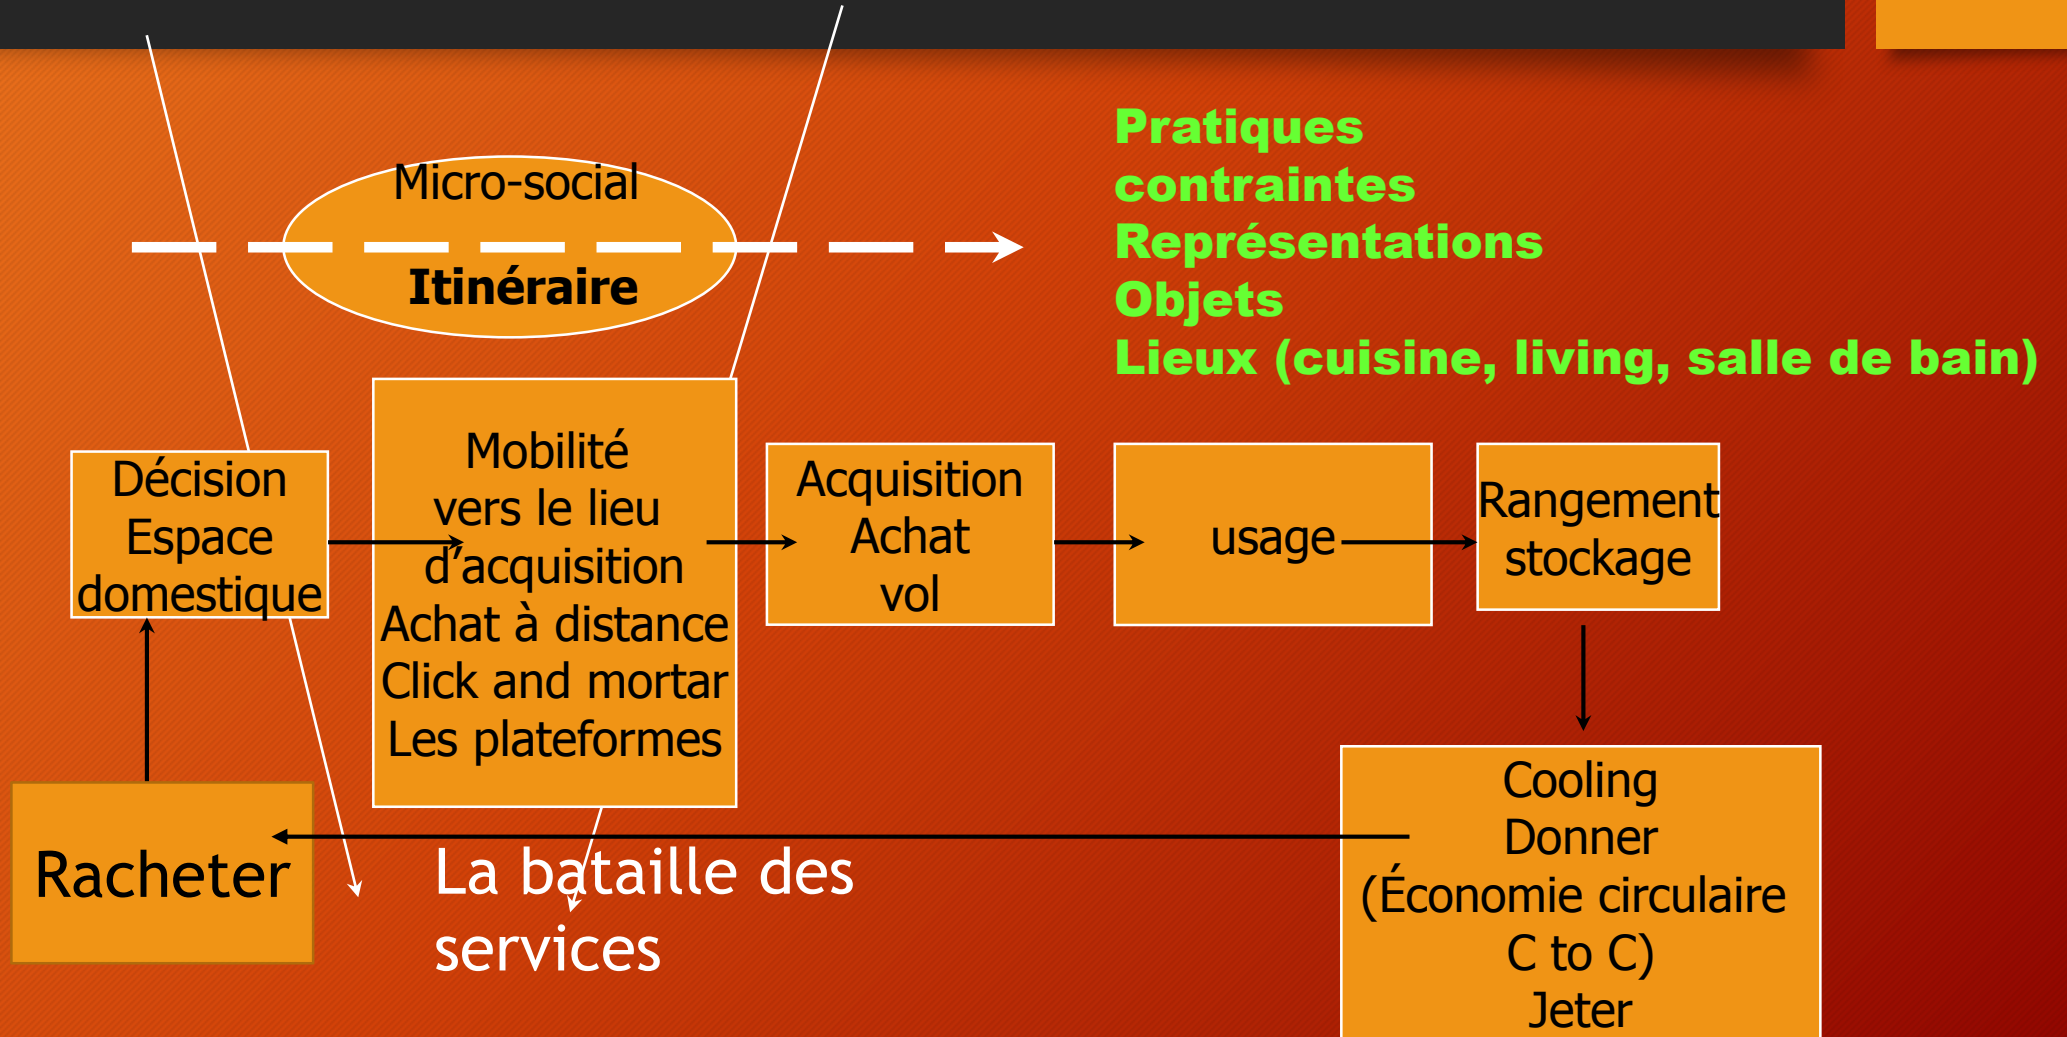 Micro-social
Itinéraire
Pratiques
contraintes
Représentations
Objets
Lieux (cuisine, living, salle de bain)
Décision
Espace
domestique
Mobilité
vers le lieu
d’acquisition
Achat à distance
Click and mortar
Les plateformes
Acquisition
Achat
vol
usage
Rangement
stockage
Cooling
Donner
(Économie circulaire
C to C)
Jeter
Racheter
La bataille des
services